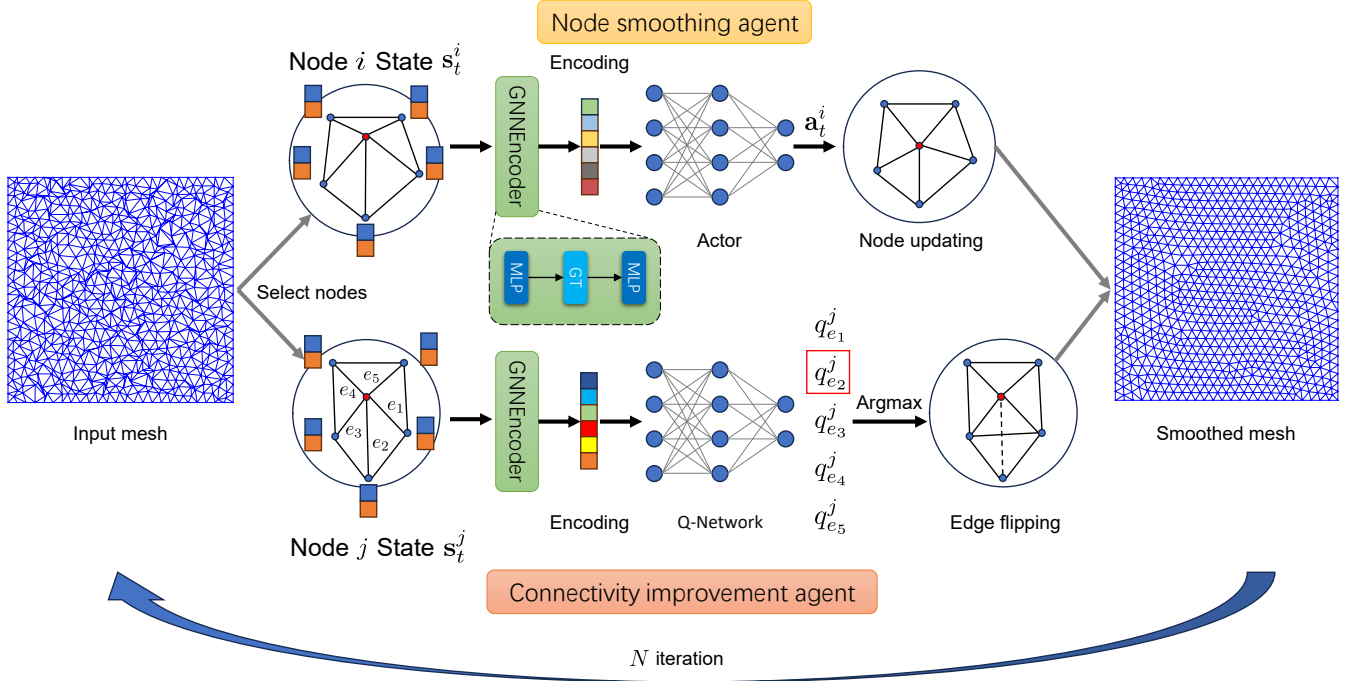 Node smoothing agent
Node i State s_t^i
GNNEncoder
Encoding
a_t^i
Actor
Node updating
Select nodes
MLP
GT
MLP
Input mesh
Smoothed mesh
e_5
e_4
e_1
e_3
e_2
GNNEncoder
q_{e_1}^j
q_{e_2}^j
q_{e_3}^j
q_{e_4}^j
q_{e_5}^j
Argmax
Node j State s_t^j
Encoding
Q-Network
Edge flipping
Connectivity improvement agent
N iteration